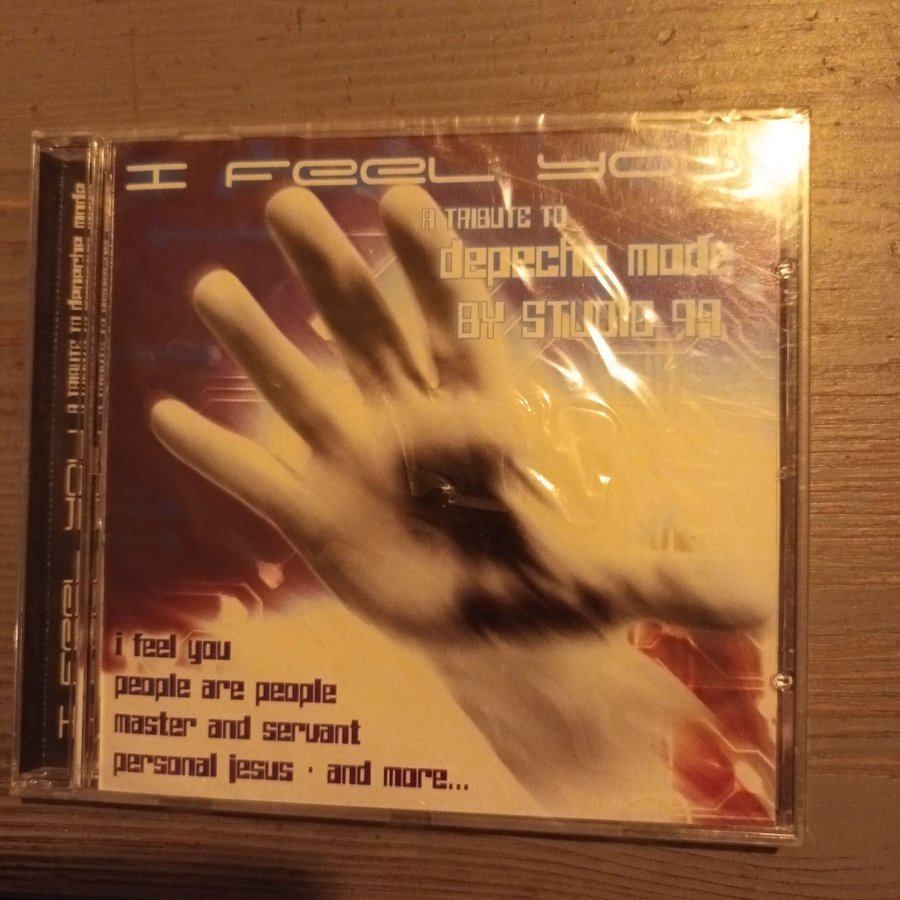 I Feel You
A TRIBUTE TO
depeche mode
BY STUDIO 99
i feel you
people are people
master and servant
personal jesus · and more...
I Feel You A TRIBUTE TO depeche mode